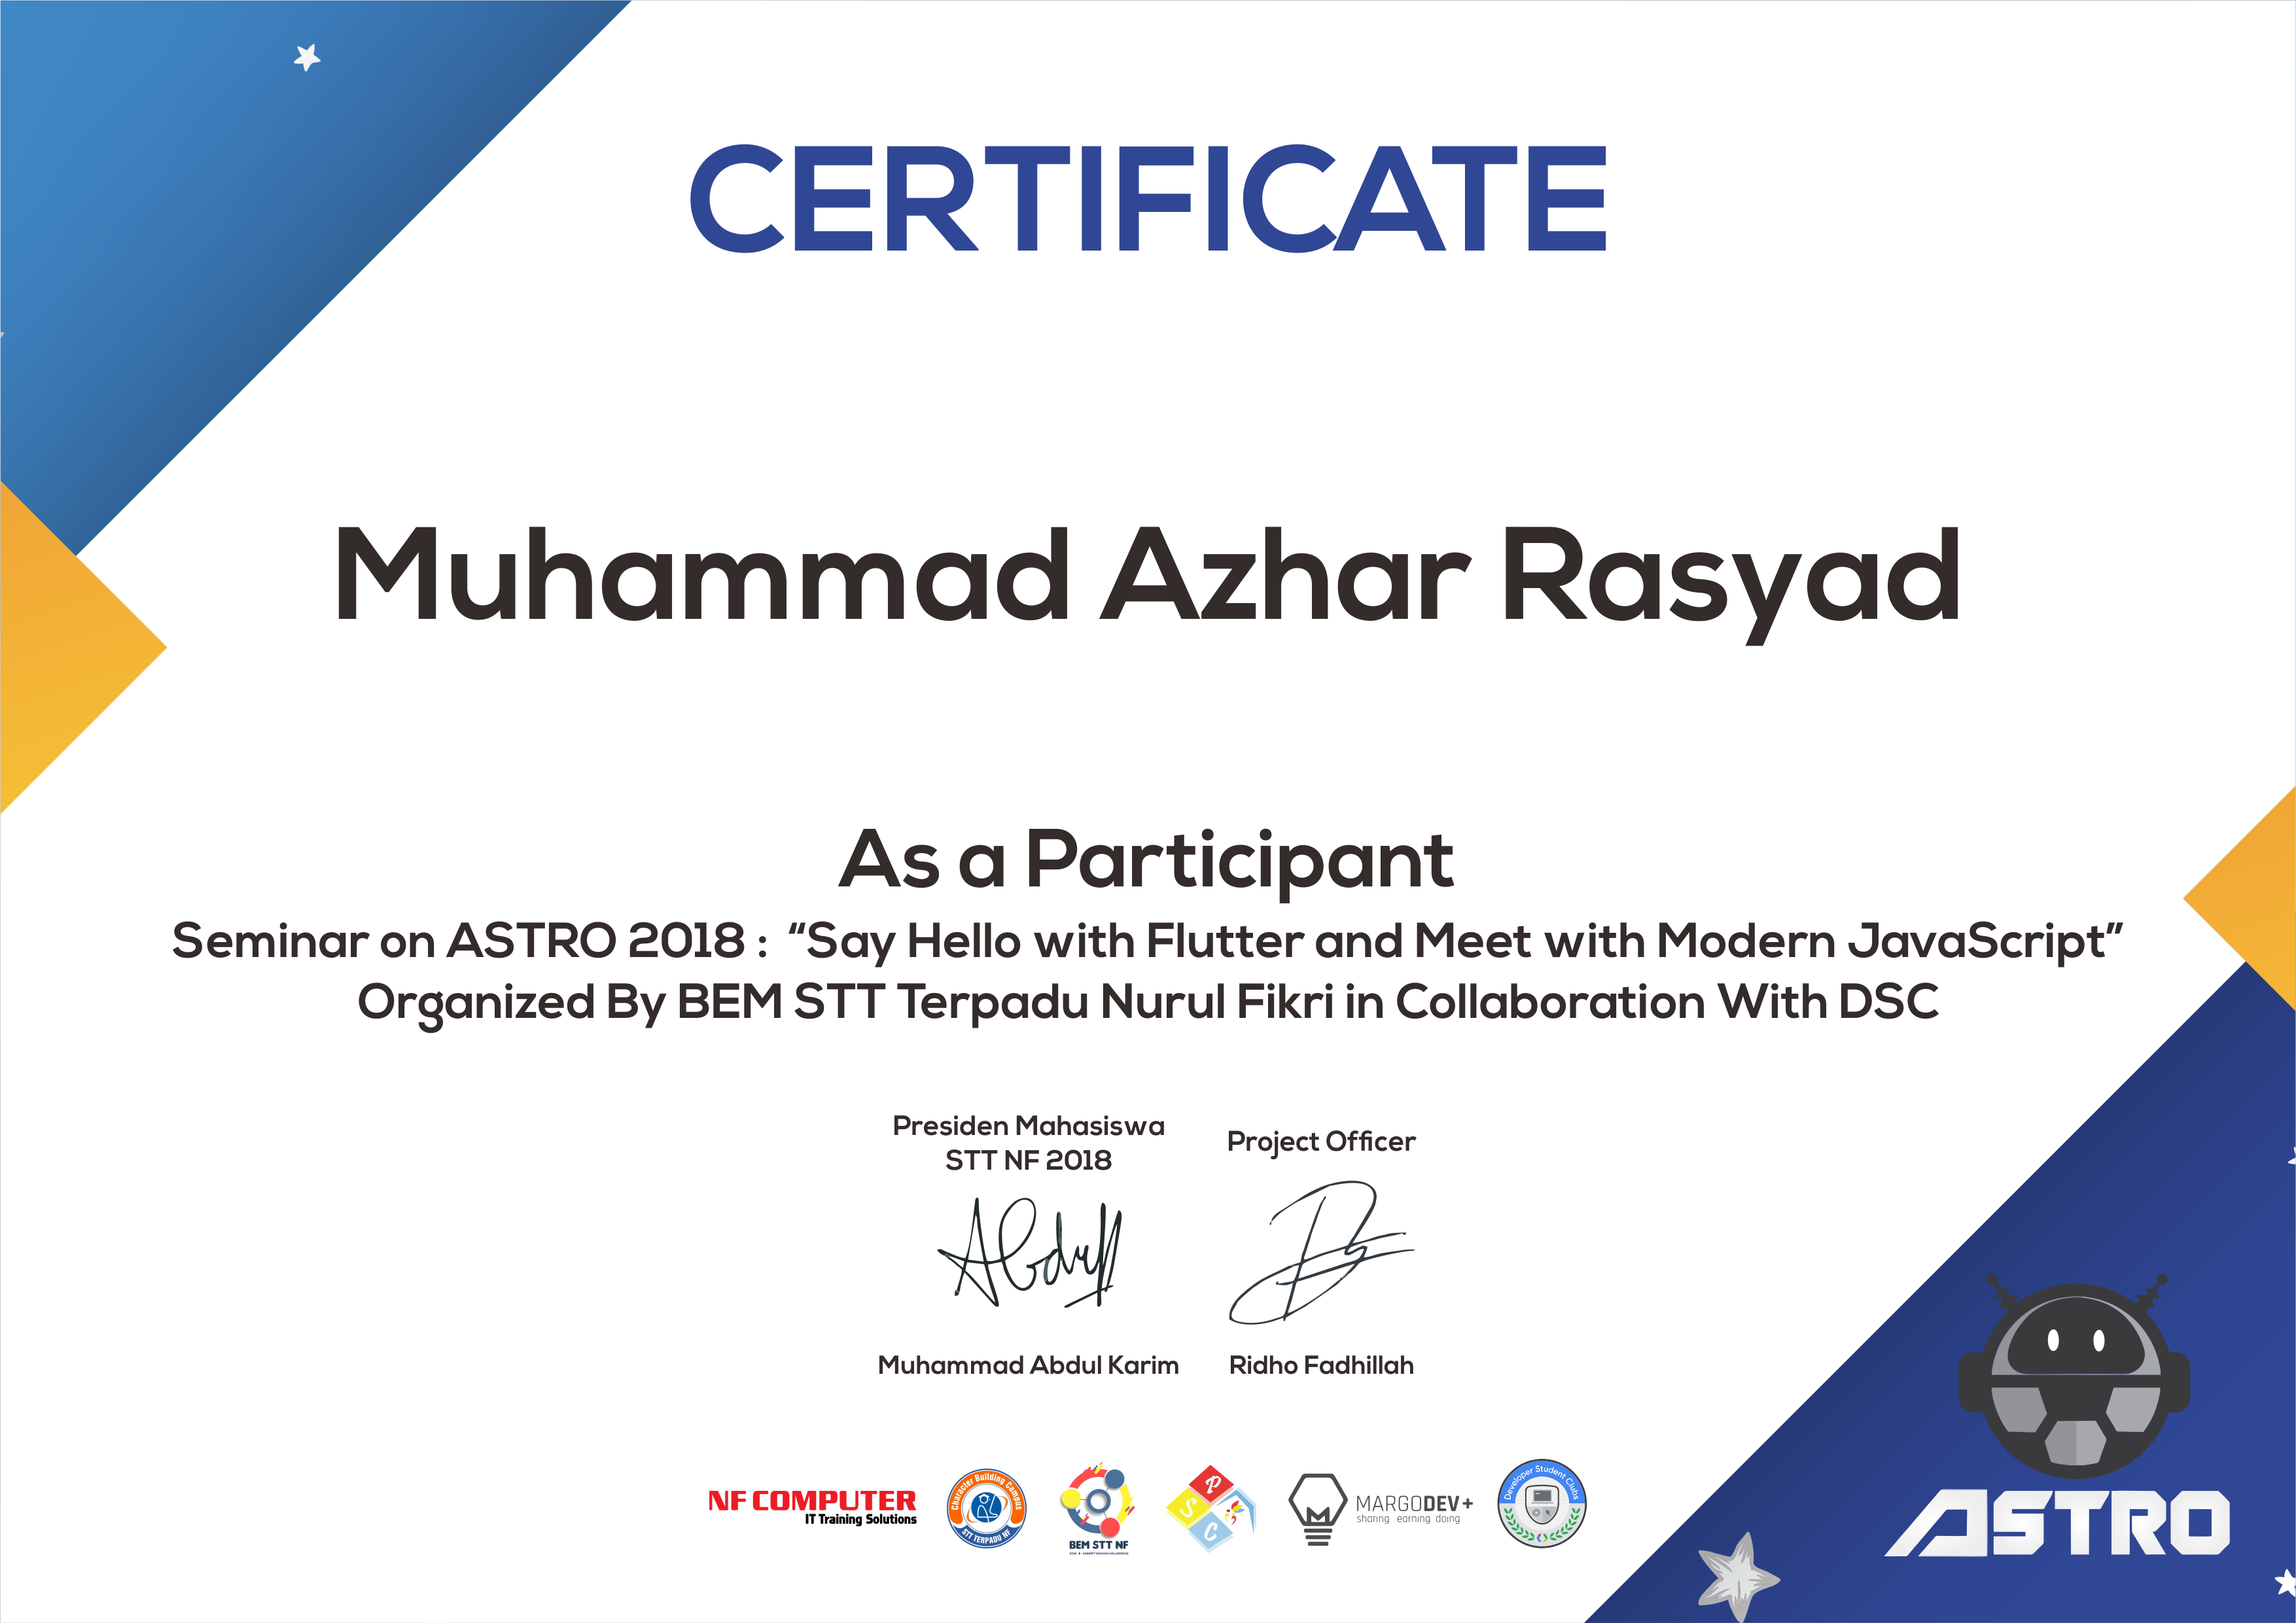 CERTIFICATE
Muhammad Azhar Rasyad
As a Participant
Seminar on ASTRO 2018 : “Say Hello with Flutter and Meet with Modern JavaScript”
Organized By BEM STT Terpadu Nurul Fikri in Collaboration With DSC
Presiden Mahasiswa
STT NF 2018
Project Officer
Abdull
Muhammad Abdul Karim
Ridho Fadhillah
NF COMPUTER
IT Training Solutions
Character Building Campus
STT TERPADU NF
BEM STT NF
P
S
C
M
MARGODEV+
sharing earning doing
Developer Student Clubs
ASTRO